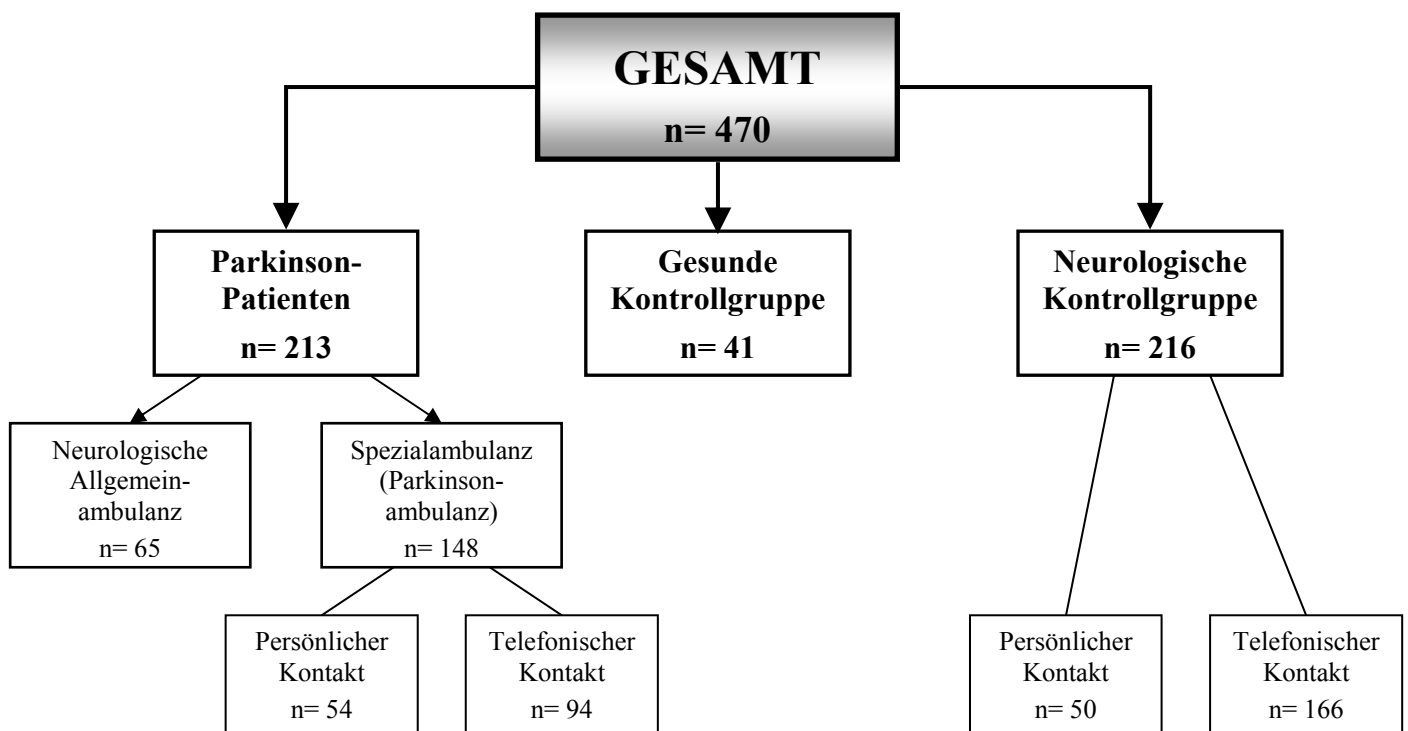 GESAMT
n= 470
Parkinson-
Patienten
n= 213
Gesunde
Kontrollgruppe
n= 41
Neurologische
Kontrollgruppe
n= 216
Neurologische
Allgemein-
ambulanz
n= 65
Spezialambulanz
(Parkinson-
ambulanz)
n= 148
Persönlicher
Kontakt
n= 54
Telefonischer
Kontakt
n= 94
Persönlicher
Kontakt
n= 50
Telefonischer
Kontakt
n= 166